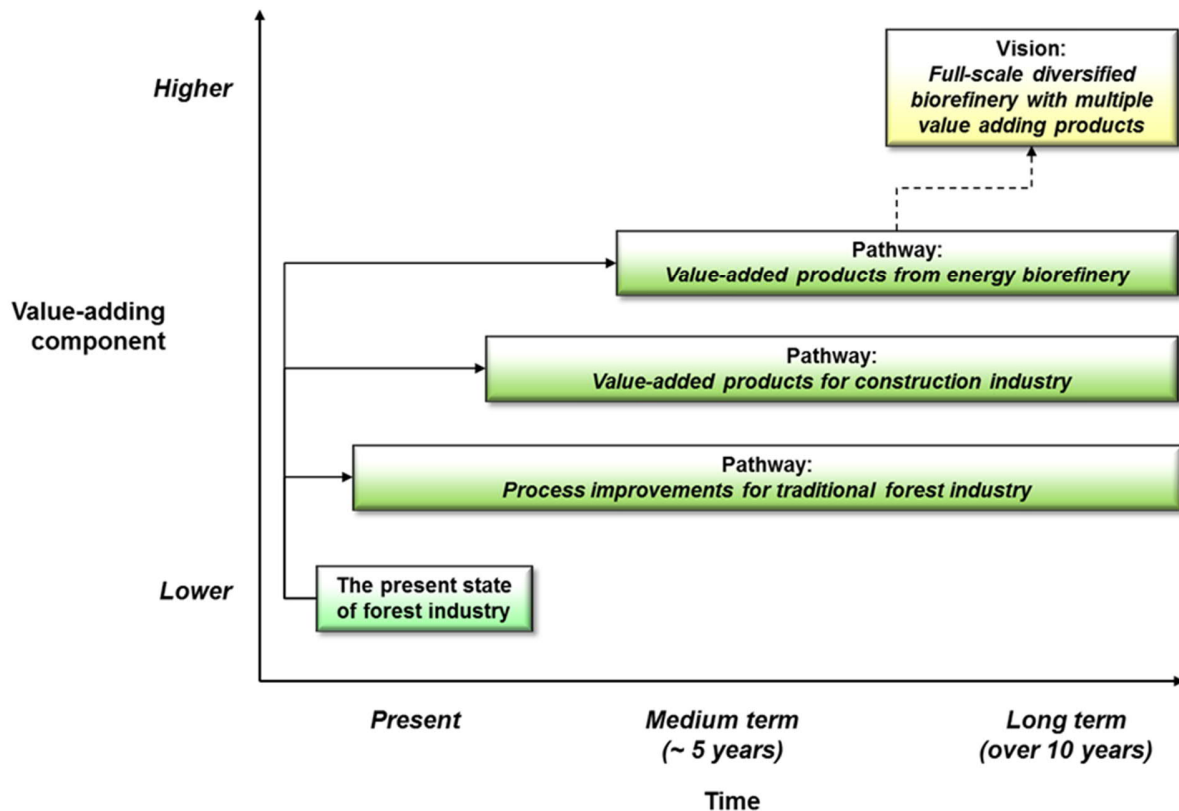 Higher
Vision:
Full-scale diversified
biorefinery with multiple
value adding products
Pathway:
Value-added products from energy biorefinery
Value-adding
component
Pathway:
Value-added products for construction industry
Pathway:
Process improvements for traditional forest industry
Lower
The present state
of forest industry
Present
Medium term
(~ 5 years)
Long term
(over 10 years)
Time